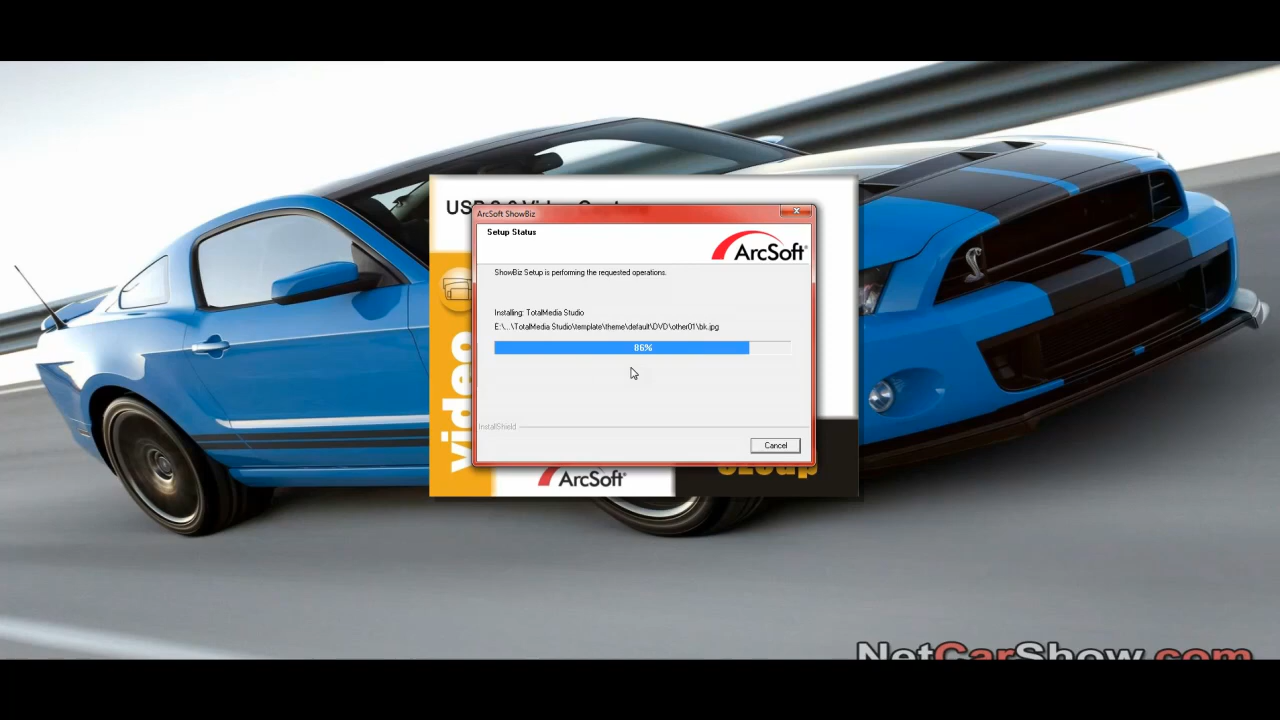 USB 2.0 Video
ArcSoft ShowBiz
Setup Status
ArcSoft
ShowBiz Setup is performing the requested operations.
Installing: TotalMedia Studio
E:\...\TotalMedia Studio\template\theme\default\DVD\other01\bk.jpg
86%
video
InstallShield
Cancel
ArcSoft
ezcap
NetCarShow.com